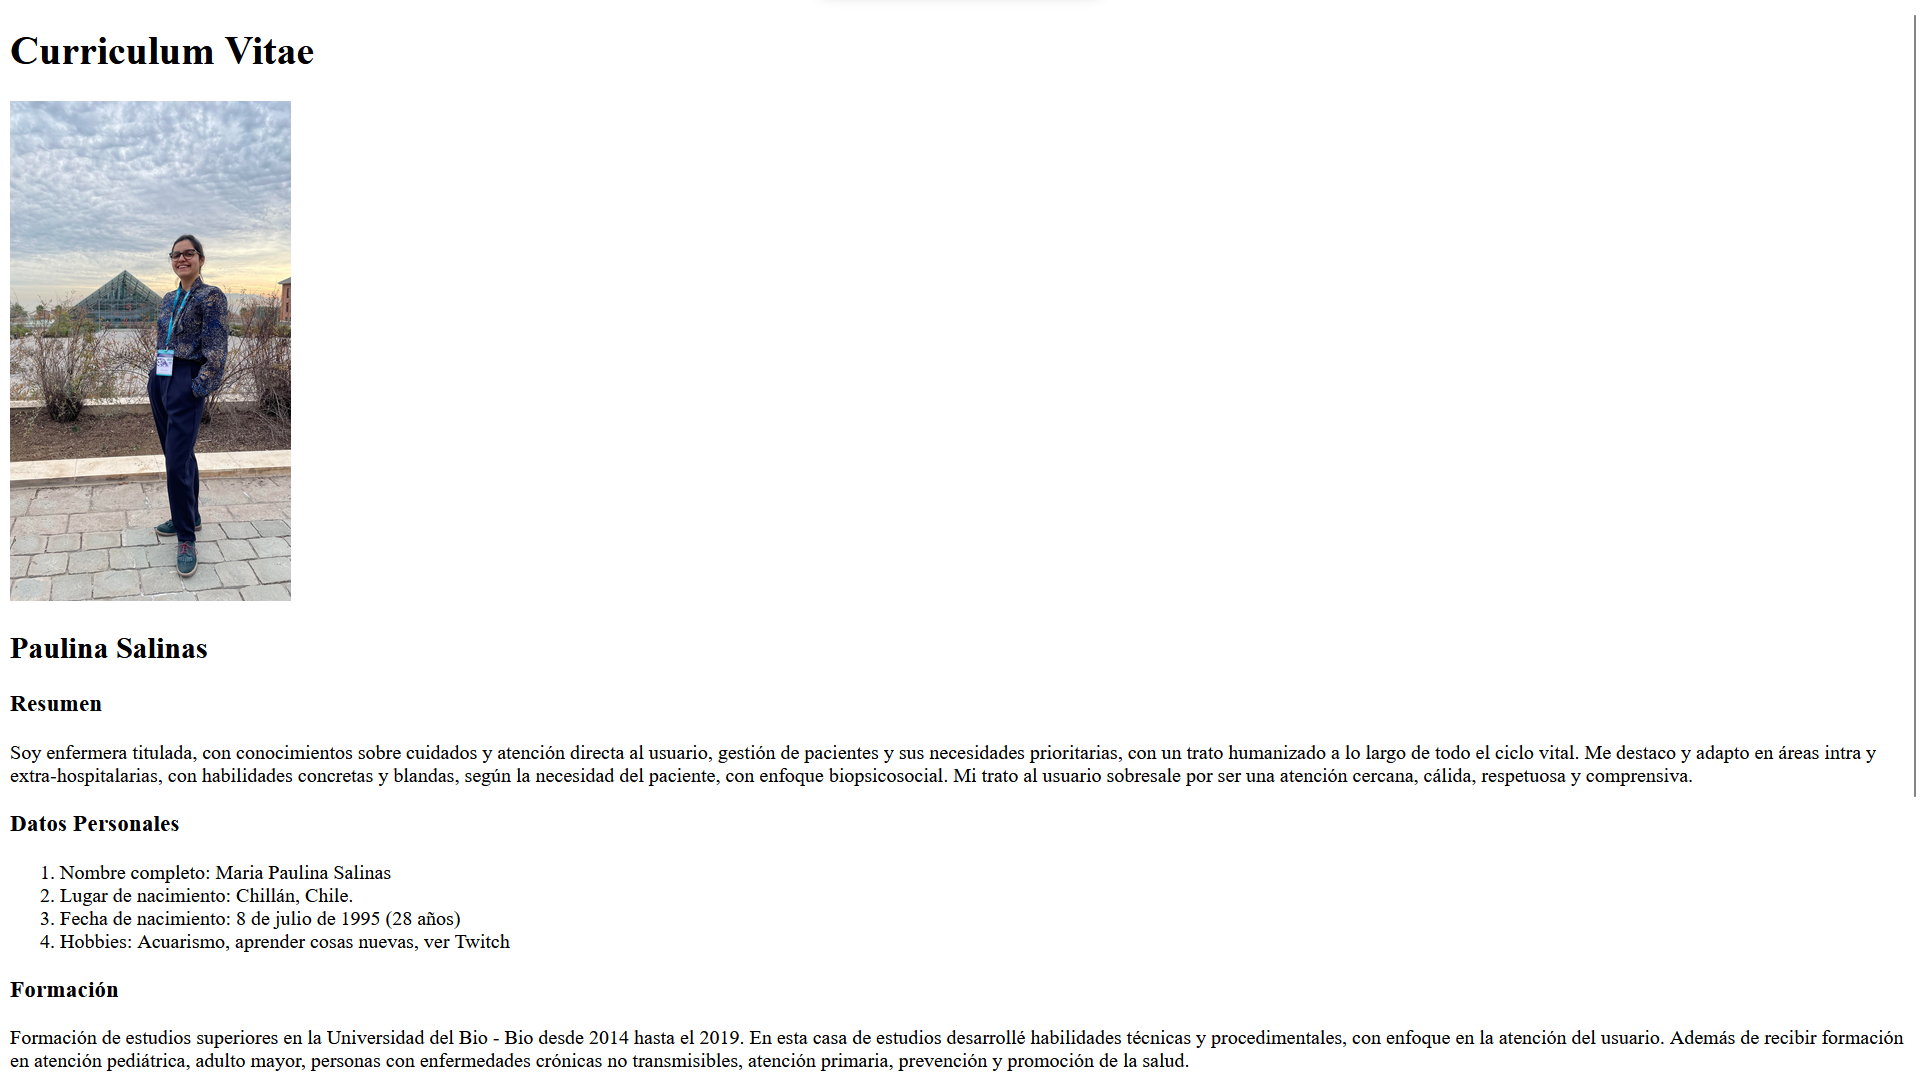 Curriculum Vitae
Paulina Salinas
Resumen
Soy enfermera titulada, con conocimientos sobre cuidados y atención directa al usuario, gestión de pacientes y sus necesidades prioritarias, con un trato humanizado a lo largo de todo el ciclo vital. Me destaco y adapto en áreas intra y
extra-hospitalarias, con habilidades concretas y blandas, según la necesidad del paciente, con enfoque biopsicosocial. Mi trato al usuario sobresale por ser una atención cercana, cálida, respetuosa y comprensiva.
Datos Personales
1. Nombre completo: Maria Paulina Salinas
2. Lugar de nacimiento: Chillán, Chile.
3. Fecha de nacimiento: 8 de julio de 1995 (28 años)
4. Hobbies: Acuarismo, aprender cosas nuevas, ver Twitch
Formación
Formación de estudios superiores en la Universidad del Bio - Bio desde 2014 hasta el 2019. En esta casa de estudios desarrollé habilidades técnicas y procedimentales, con enfoque en la atención del usuario. Además de recibir formación
en atención pediátrica, adulto mayor, personas con enfermedades crónicas no transmisibles, atención primaria, prevención y promoción de la salud.